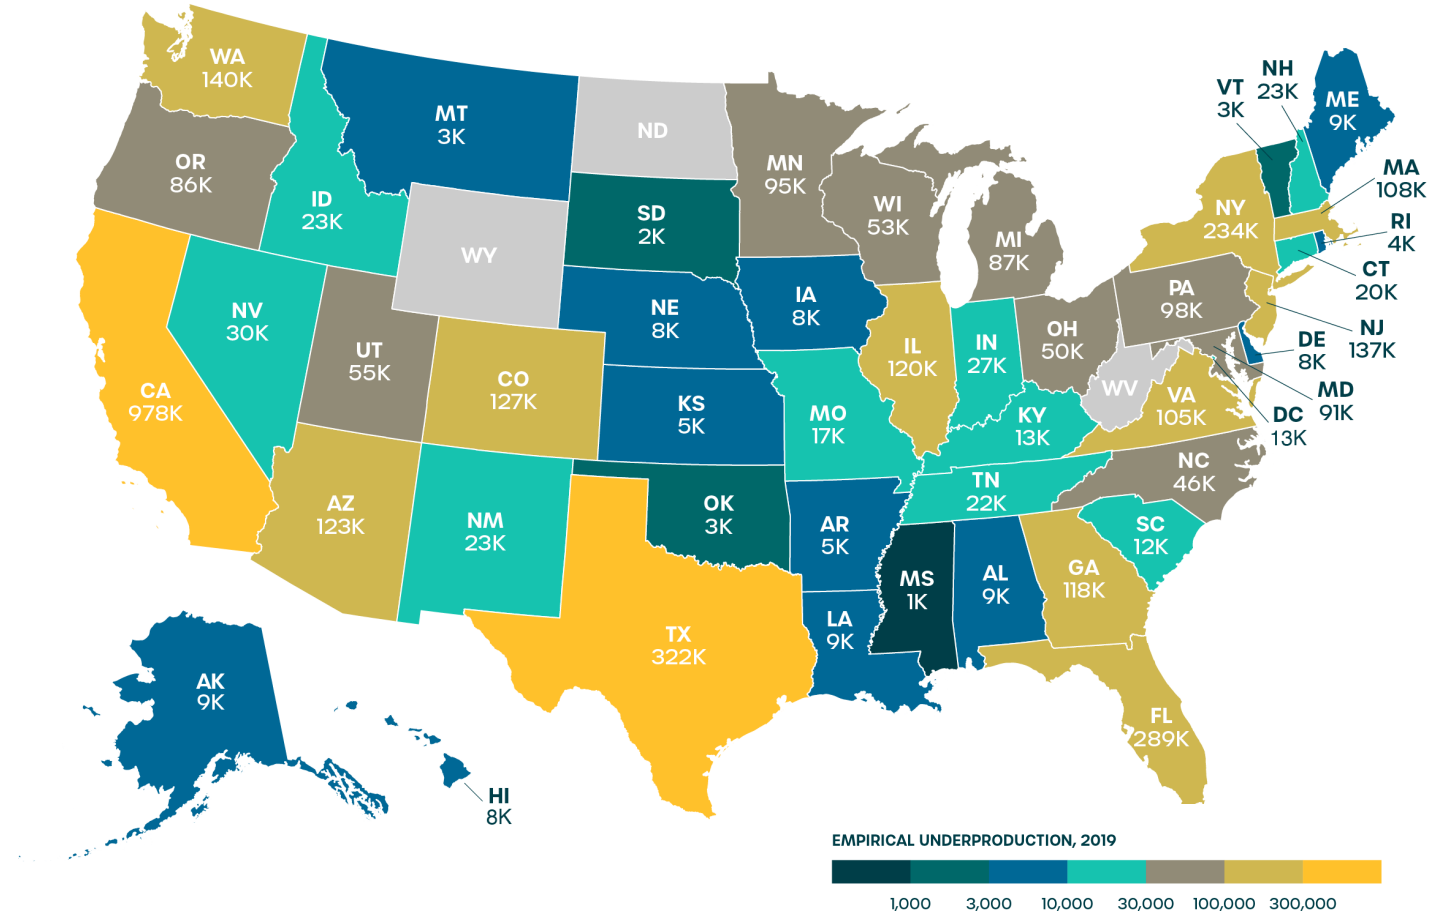 WA
140K
OR
86K
CA
978K
ID
23K
NV
30K
MT
3K
WY
UT
55K
AZ
123K
CO
127K
NM
23K
ND
SD
2K
NE
8K
KS
5K
OK
3K
TX
322K
MN
95K
IA
8K
MO
17K
AR
5K
LA
9K
WI
53K
IL
120K
MS
1K
MI
87K
IN
27K
KY
13K
TN
22K
AL
9K
OH
50K
WV
GA
118K
FL
289K
SC
12K
NC
46K
VA
105K
PA
98K
NY
234K
VT
3K
NH
23K
ME
9K
MA
108K
RI
4K
CT
20K
NJ
137K
DE
8K
MD
91K
DC
13K
AK
9K
HI
8K
EMPIRICAL UNDERPRODUCTION, 2019
1,000 3,000 10,000 30,000 100,000 300,000